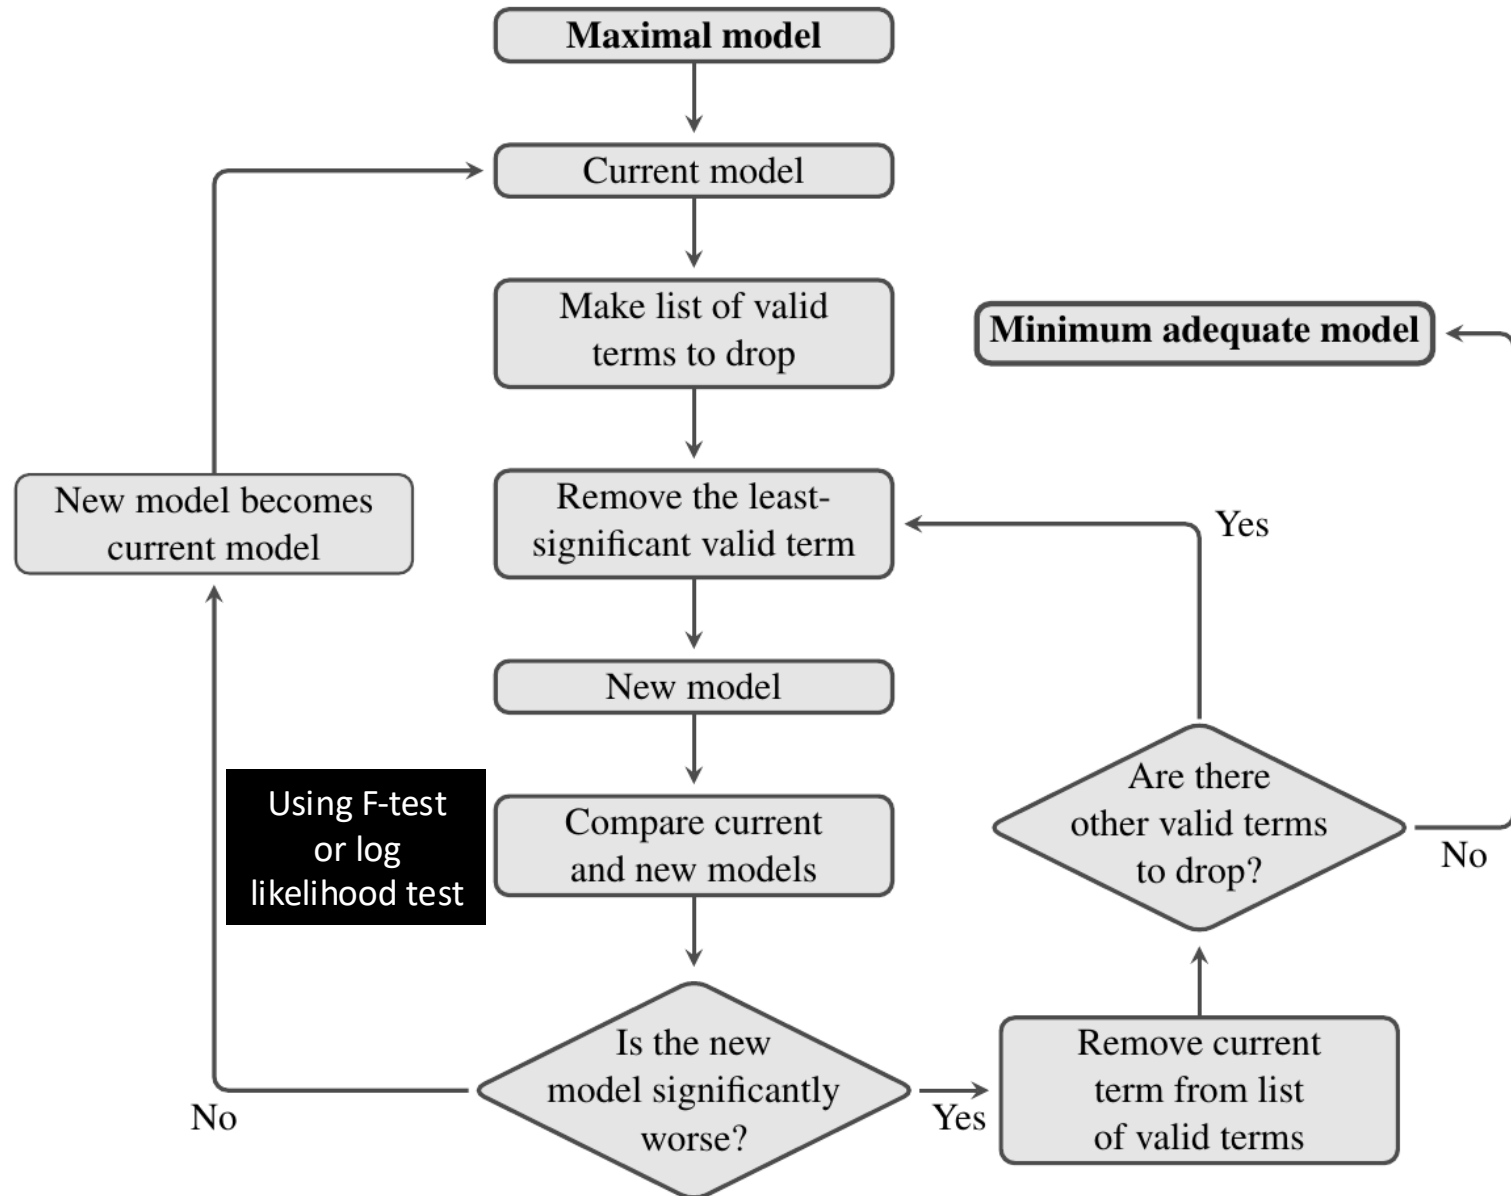 Maximal model
Current model
Make list of valid
terms to drop
Minimum adequate model
New model becomes
current model
Remove the least-
significant valid term
Yes
New model
Using F-test
or log
likelihood test
Compare current
and new models
Are there
other valid terms
to drop?
No
Is the new
model significantly
worse?
No
Yes
Remove current
term from list
of valid terms